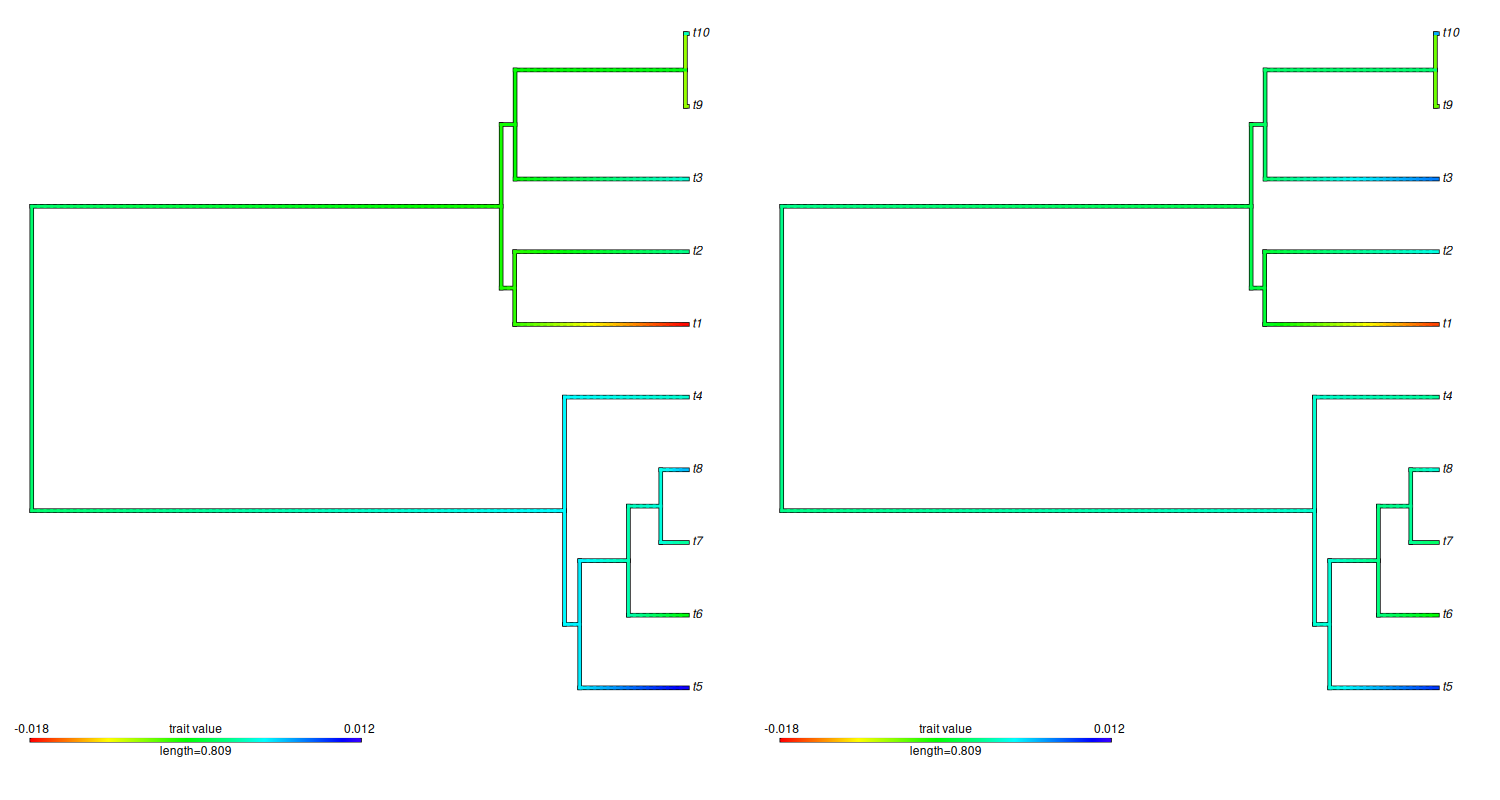 t10
t9
t3
t2
t1
t4
t8
t7
t6
t5
-0.018 trait value 0.012
length=0.809
t10
t9
t3
t2
t1
t4
t8
t7
t6
t5
-0.018 trait value 0.012
length=0.809